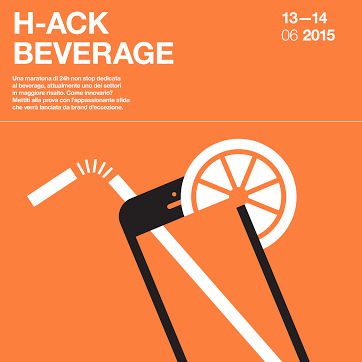 H-ACK
BEVERAGE
13—14
06 2015
Una maratona di 24h non stop dedicata
al beverage, attualmente uno dei settori
in maggiore risalto. Come innovarlo?
Mettiti alla prova con l'appassionante sfida
che verrà lanciata da brand d'eccezione.